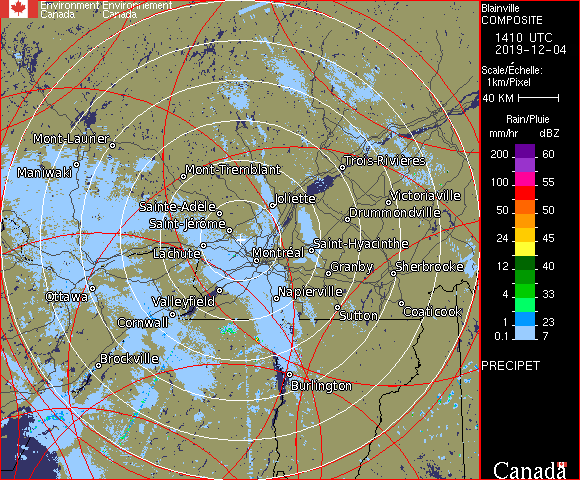 Environment Environnement
Canada Canada
Blainville
COMPOSITE
1410 UTC
2019-12-04
Scale/Échelle:
1km/Pixel
40 KM
Rain/Pluie
mm/hr dBZ
200 60
100 55
50 50
24 45
12 40
4 33
1 23
0.1 7
PRECIPET
Mont-Laurier
Maniwaki
Mont-Tremblant
Trois-Rivières
Sainte-Adèle
Joliette
Victoriaville
Saint-Jérôme
Drummondville
Lachute
Montréal
Saint-Hyacinthe
Granby
Sherbrooke
Ottawa
Valleyfield
Napierville
Cornwall
Sutton
Coaticook
Brockville
Burlington
Canada